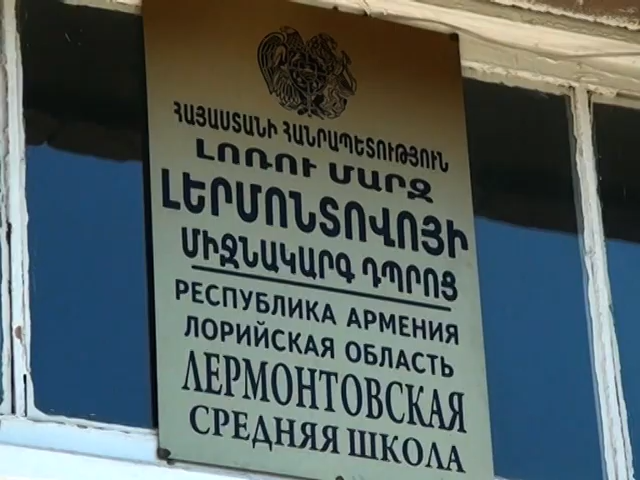 ՀԱՅԱՍՏԱՆԻ ՀԱՆՐԱՊԵՏՈՒԹՅՈՒՆ
ԼՈՌՈՒ ՄԱՐԶ
ԼԵՐՄՈՆՏՈՎՈՅԻ
ՄԻՋՆԱԿԱՐԳ ԴՊՐՈՑ
РЕСПУБЛИКА АРМЕНИЯ
ЛОРИЙСКАЯ ОБЛАСТЬ
ЛЕРМОНТОВСКАЯ
СРЕДНЯЯ ШКОЛА